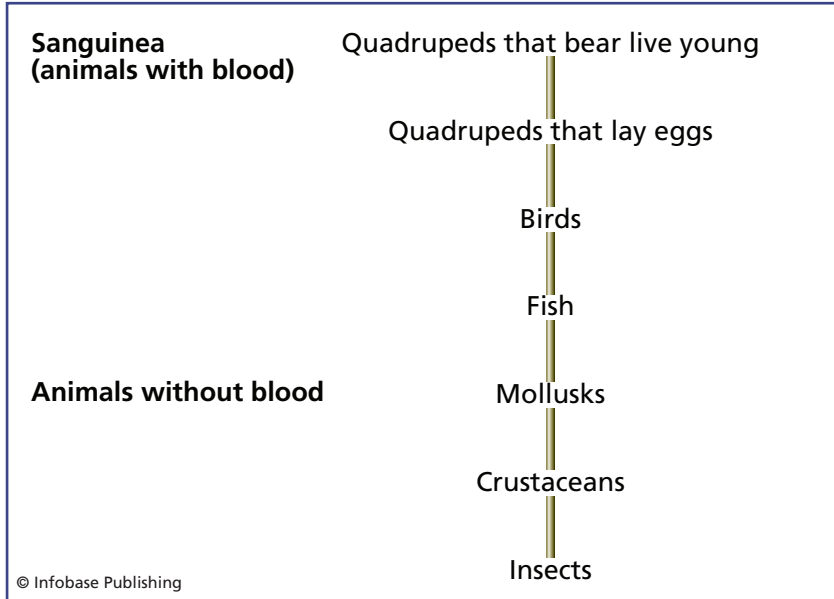 Sanguinea
(animals with blood)
Quadrupeds that bear live young
Quadrupeds that lay eggs
Birds
Fish
Animals without blood
Mollusks
Crustaceans
Insects
© Infobase Publishing